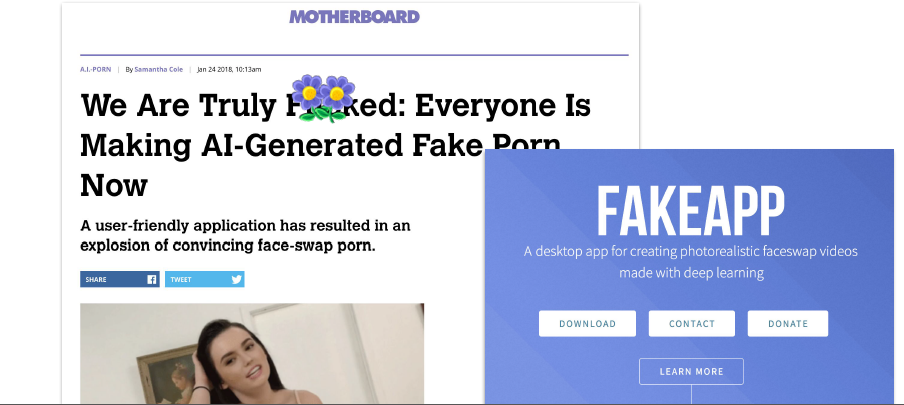 MOTHERBOARD
A.I.-PORN | By Samantha Cole | Jan 24 2018, 10:13am
We Are Truly F ked: Everyone Is
Making AI-Generated Fake Porn
Now
A user-friendly application has resulted in an
explosion of convincing face-swap porn.
SHARE TWEET
FAKEAPP
A desktop app for creating photorealistic faceswap videos
made with deep learning
DOWNLOAD CONTACT DONATE
LEARN MORE